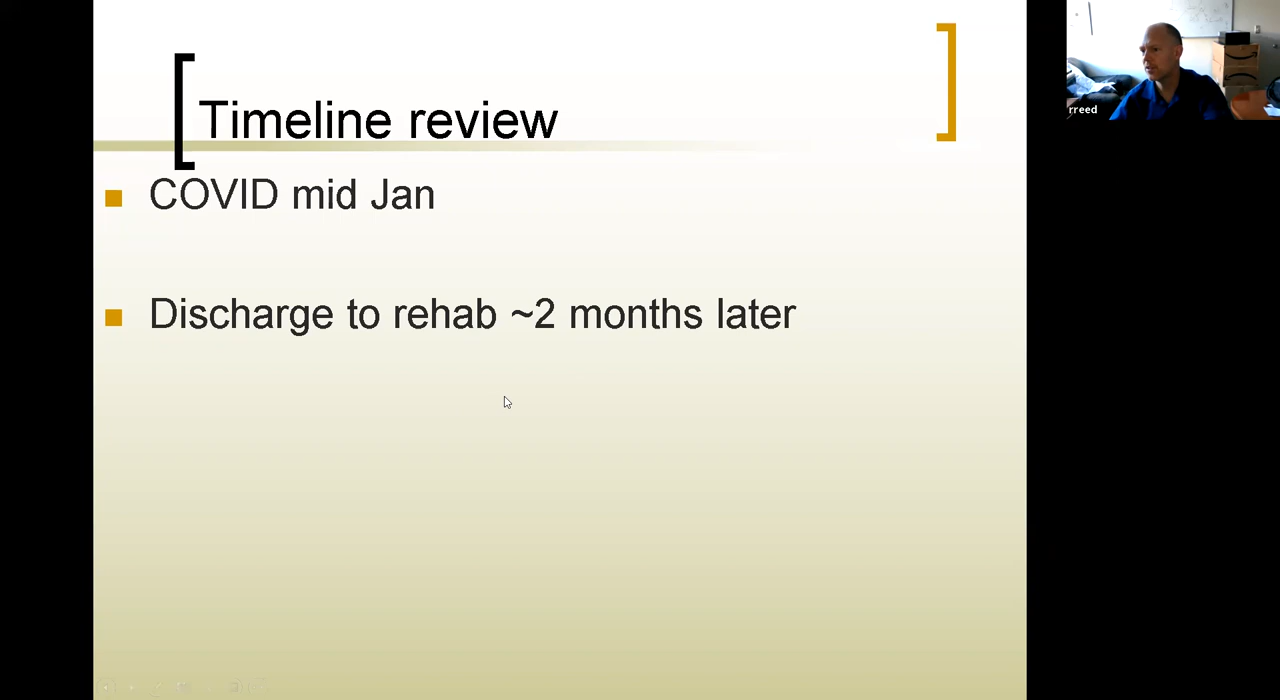 Timeline review
COVID mid Jan
Discharge to rehab ~2 months later
rreed